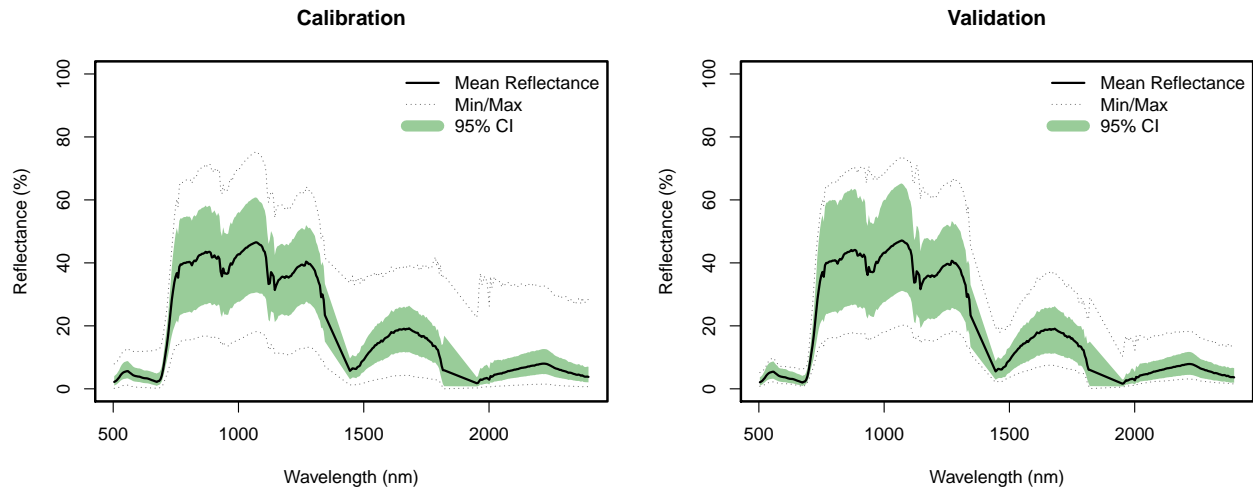 Calibration
Mean Reflectance
Min/Max
95% CI
Reflectance (%)
100
80
60
40
20
0
500
1000
1500
2000
Wavelength (nm)
Validation
Mean Reflectance
Min/Max
95% CI
Reflectance (%)
100
80
60
40
20
0
500
1000
1500
2000
Wavelength (nm)